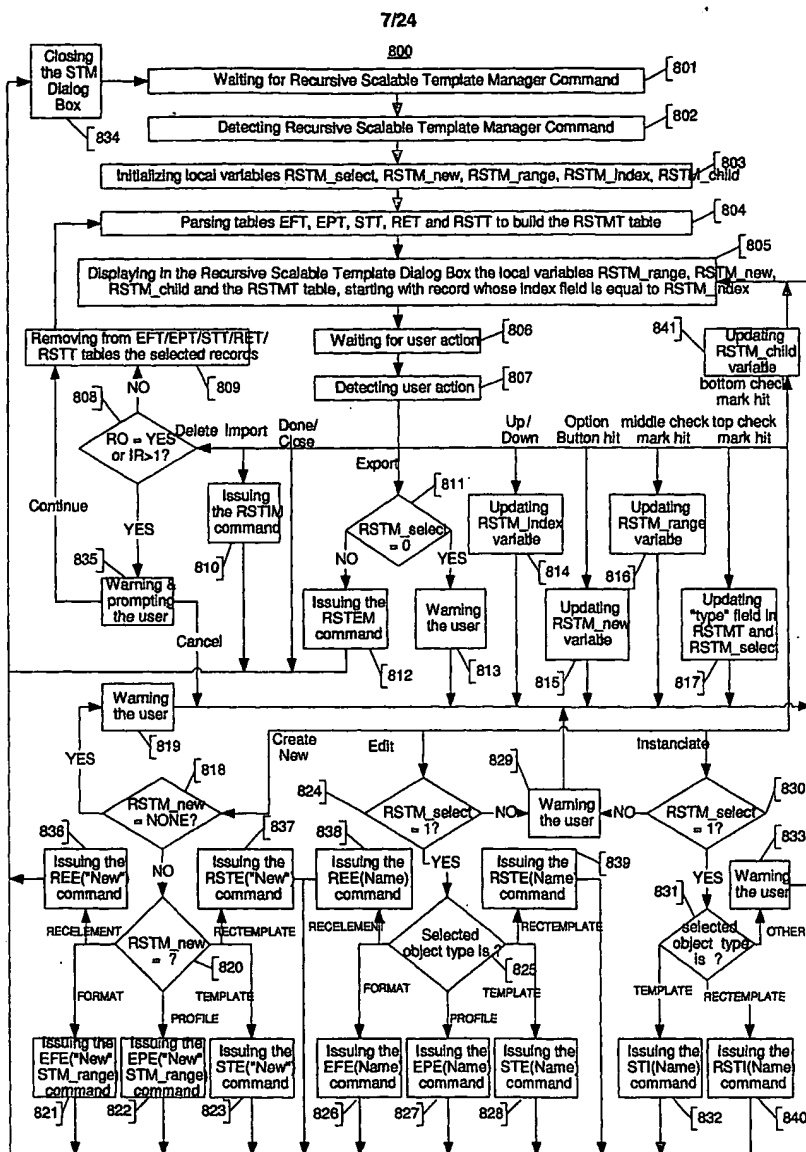 7/24
800
Closing
the STM
Dialog
Box
834
Waiting for Recursive Scalable Template Manager Command
801
Detecting Recursive Scalable Template Manager Command
802
Initializing local variables RSTM_select, RSTM_new, RSTM_range, RSTM_Index, RSTM_child
803
Parsing tables EFT, EPT, STT, RET and RSTT to build the RSTMT table
804
805
Displaying in the Recursive Scalable Template Dialog Box the local variables RSTM_range, RSTM_new,
RSTM_child and the RSTMT table, starting with record whose index field is equal to RSTM_index
Waiting for user action
806
Detecting user action
807
841
Updating
RSTM_child
variable
bottom check
mark hit
Removing from EFT/EPT/STT/RET/
RSTT tables the selected records
809
NO
808
RO = YES
or IR>1?
Delete
Import
Done/
Close
Export
Up /
Down
Option
Button hit
middle check
mark hit
top check
mark hit
Continue
YES
835
Warning &
prompting
the user
Cancel
Issuing
the RSTIM
command
810
811
RSTM_select
= 0
NO
YES
Issuing the
RSTEM
command
812
Warning
the user
813
Updating
RSTM_Index
variable
814
Updating
RSTM_new
variable
815
Updating
RSTM_range
variable
816
Updating
"type" field in
RSTMT and
RSTM_select
817
Warning
the user
819
YES
Create
New
Edit
Instanciate
818
RSTM_new
= NONE?
NO
824
RSTM_select
= 1?
NO
YES
829
Warning
the user
NO
RSTM_select
= 1?
830
YES
836
Issuing the
REE("New")
command
RECELEMENT
837
Issuing the
RSTE("New")
command
RECTEMPLATE
838
Issuing the
REE(Name)
command
RECELEMENT
839
Issuing the
RSTE(Name)
command
RECTEMPLATE
833
Warning
the user
OTHER
RSTM_new
= ?
820
FORMAT
PROFILE
TEMPLATE
Selected
object type is ?
825
FORMAT
PROFILE
TEMPLATE
831
selected
object type
is ?
TEMPLATE
RECTEMPLATE
Issuing the
EFE("New"
STM_range)
command
821
Issuing the
EPE("New"
STM_range)
command
822
Issuing the
STE("New")
command
823
Issuing the
EFE(Name)
command
826
Issuing the
EPE(Name)
command
827
Issuing the
STE(Name)
command
828
Issuing the
STI(Name)
command
832
Issuing the
RSTI(Name)
command
840